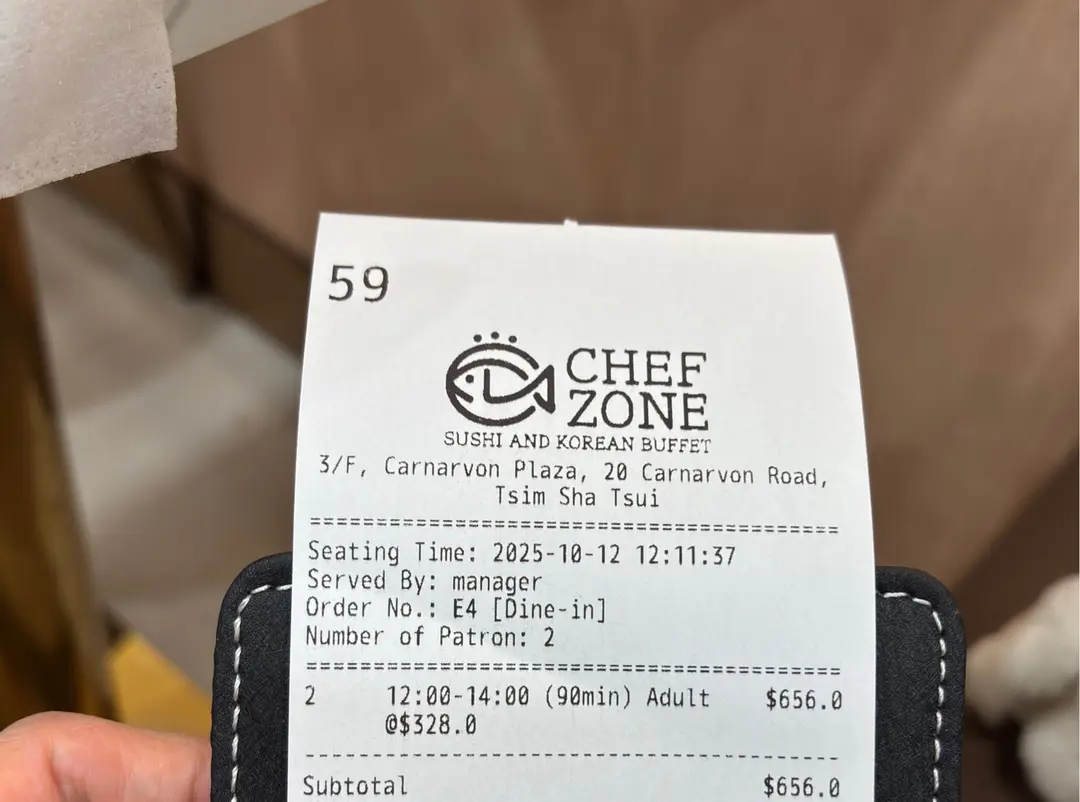 59
CHEF
ZONE
SUSHI AND KOREAN BUFFET
3/F, Carnarvon Plaza, 20 Carnarvon Road,
Tsim Sha Tsui
================================================
Seating Time: 2025-10-12 12:11:37
Served By: manager
Order No.: E4 [Dine-in]
Number of Patron: 2
================================================
2 12:00-14:00 (90min) Adult $656.0
@$328.0
------------------------------------------------
Subtotal $656.0